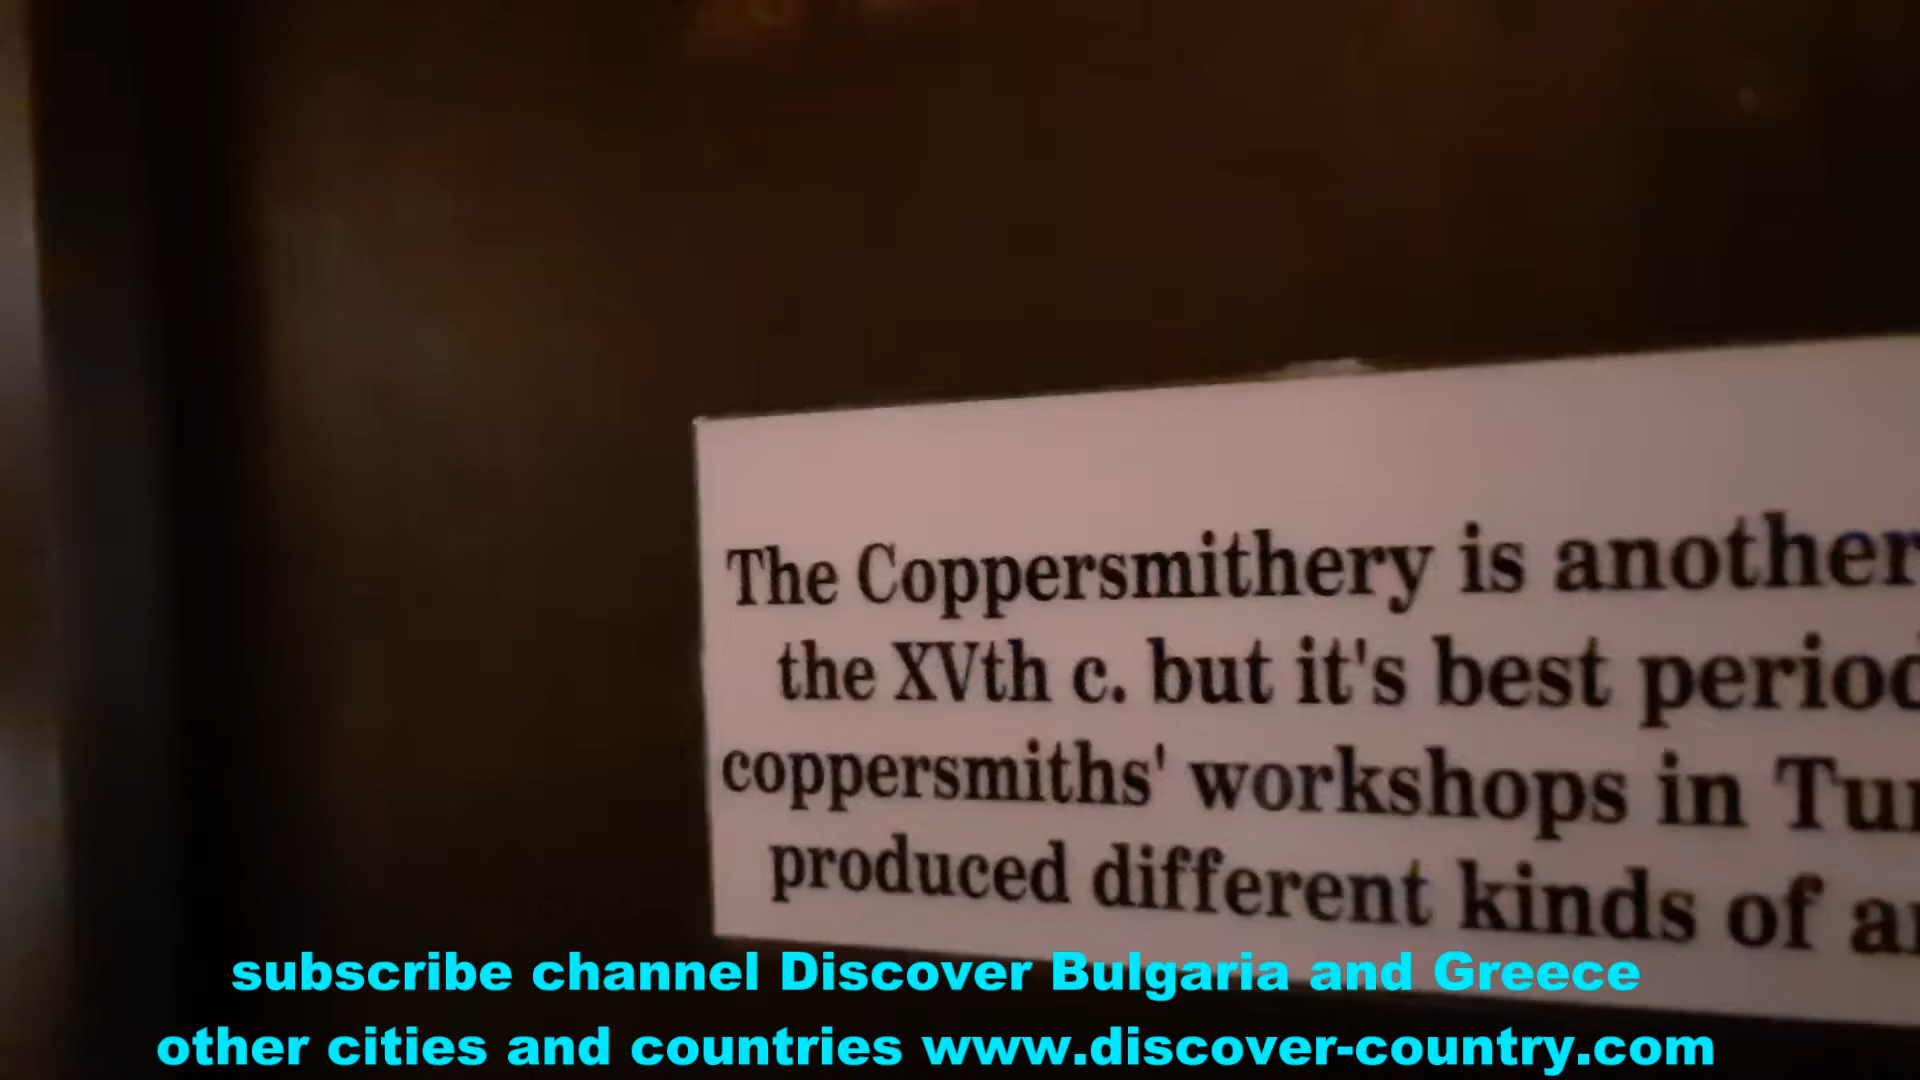 The Coppersmithery is another
the XVth c. but it's best period
coppersmiths' workshops in
produced different kinds of
subscribe channel Discover Bulgaria and Greece
other cities and countries www.discover-country.com